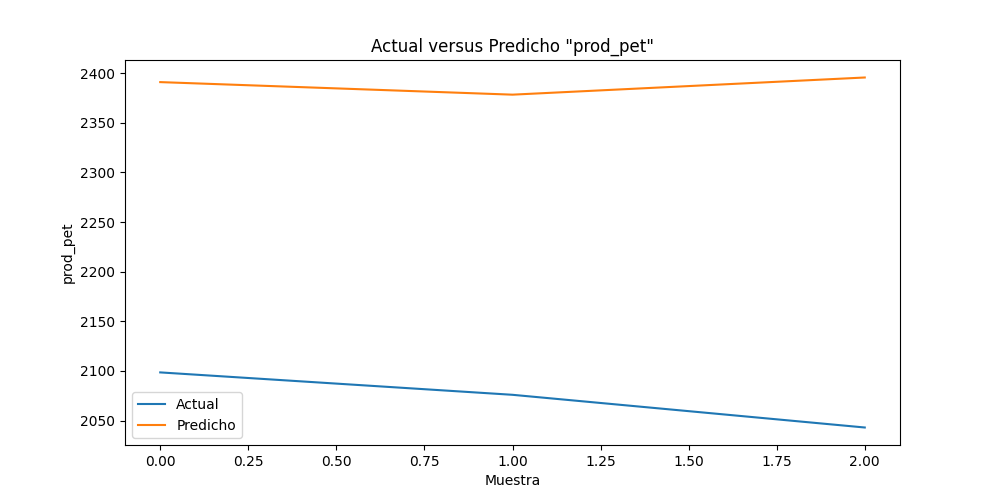 Actual versus Predicho "prod_pet"
prod_pet
2400
2350
2300
2250
2200
2150
2100
2050
Actual
Predicho
0.00 0.25 0.50 0.75 1.00 1.25 1.50 1.75 2.00
Muestra